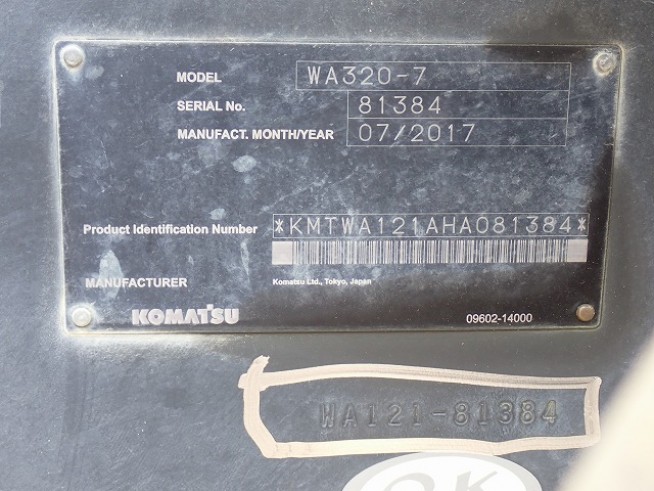 MODEL WA320-7
SERIAL No. 81384
MANUFACT. MONTH/YEAR 07/2017
Product Identification Number *KMTWA121AHA081384*
MANUFACTURER Komatsu Ltd., Tokyo, Japan
KOMATSU 09602-14000
WA121-81384